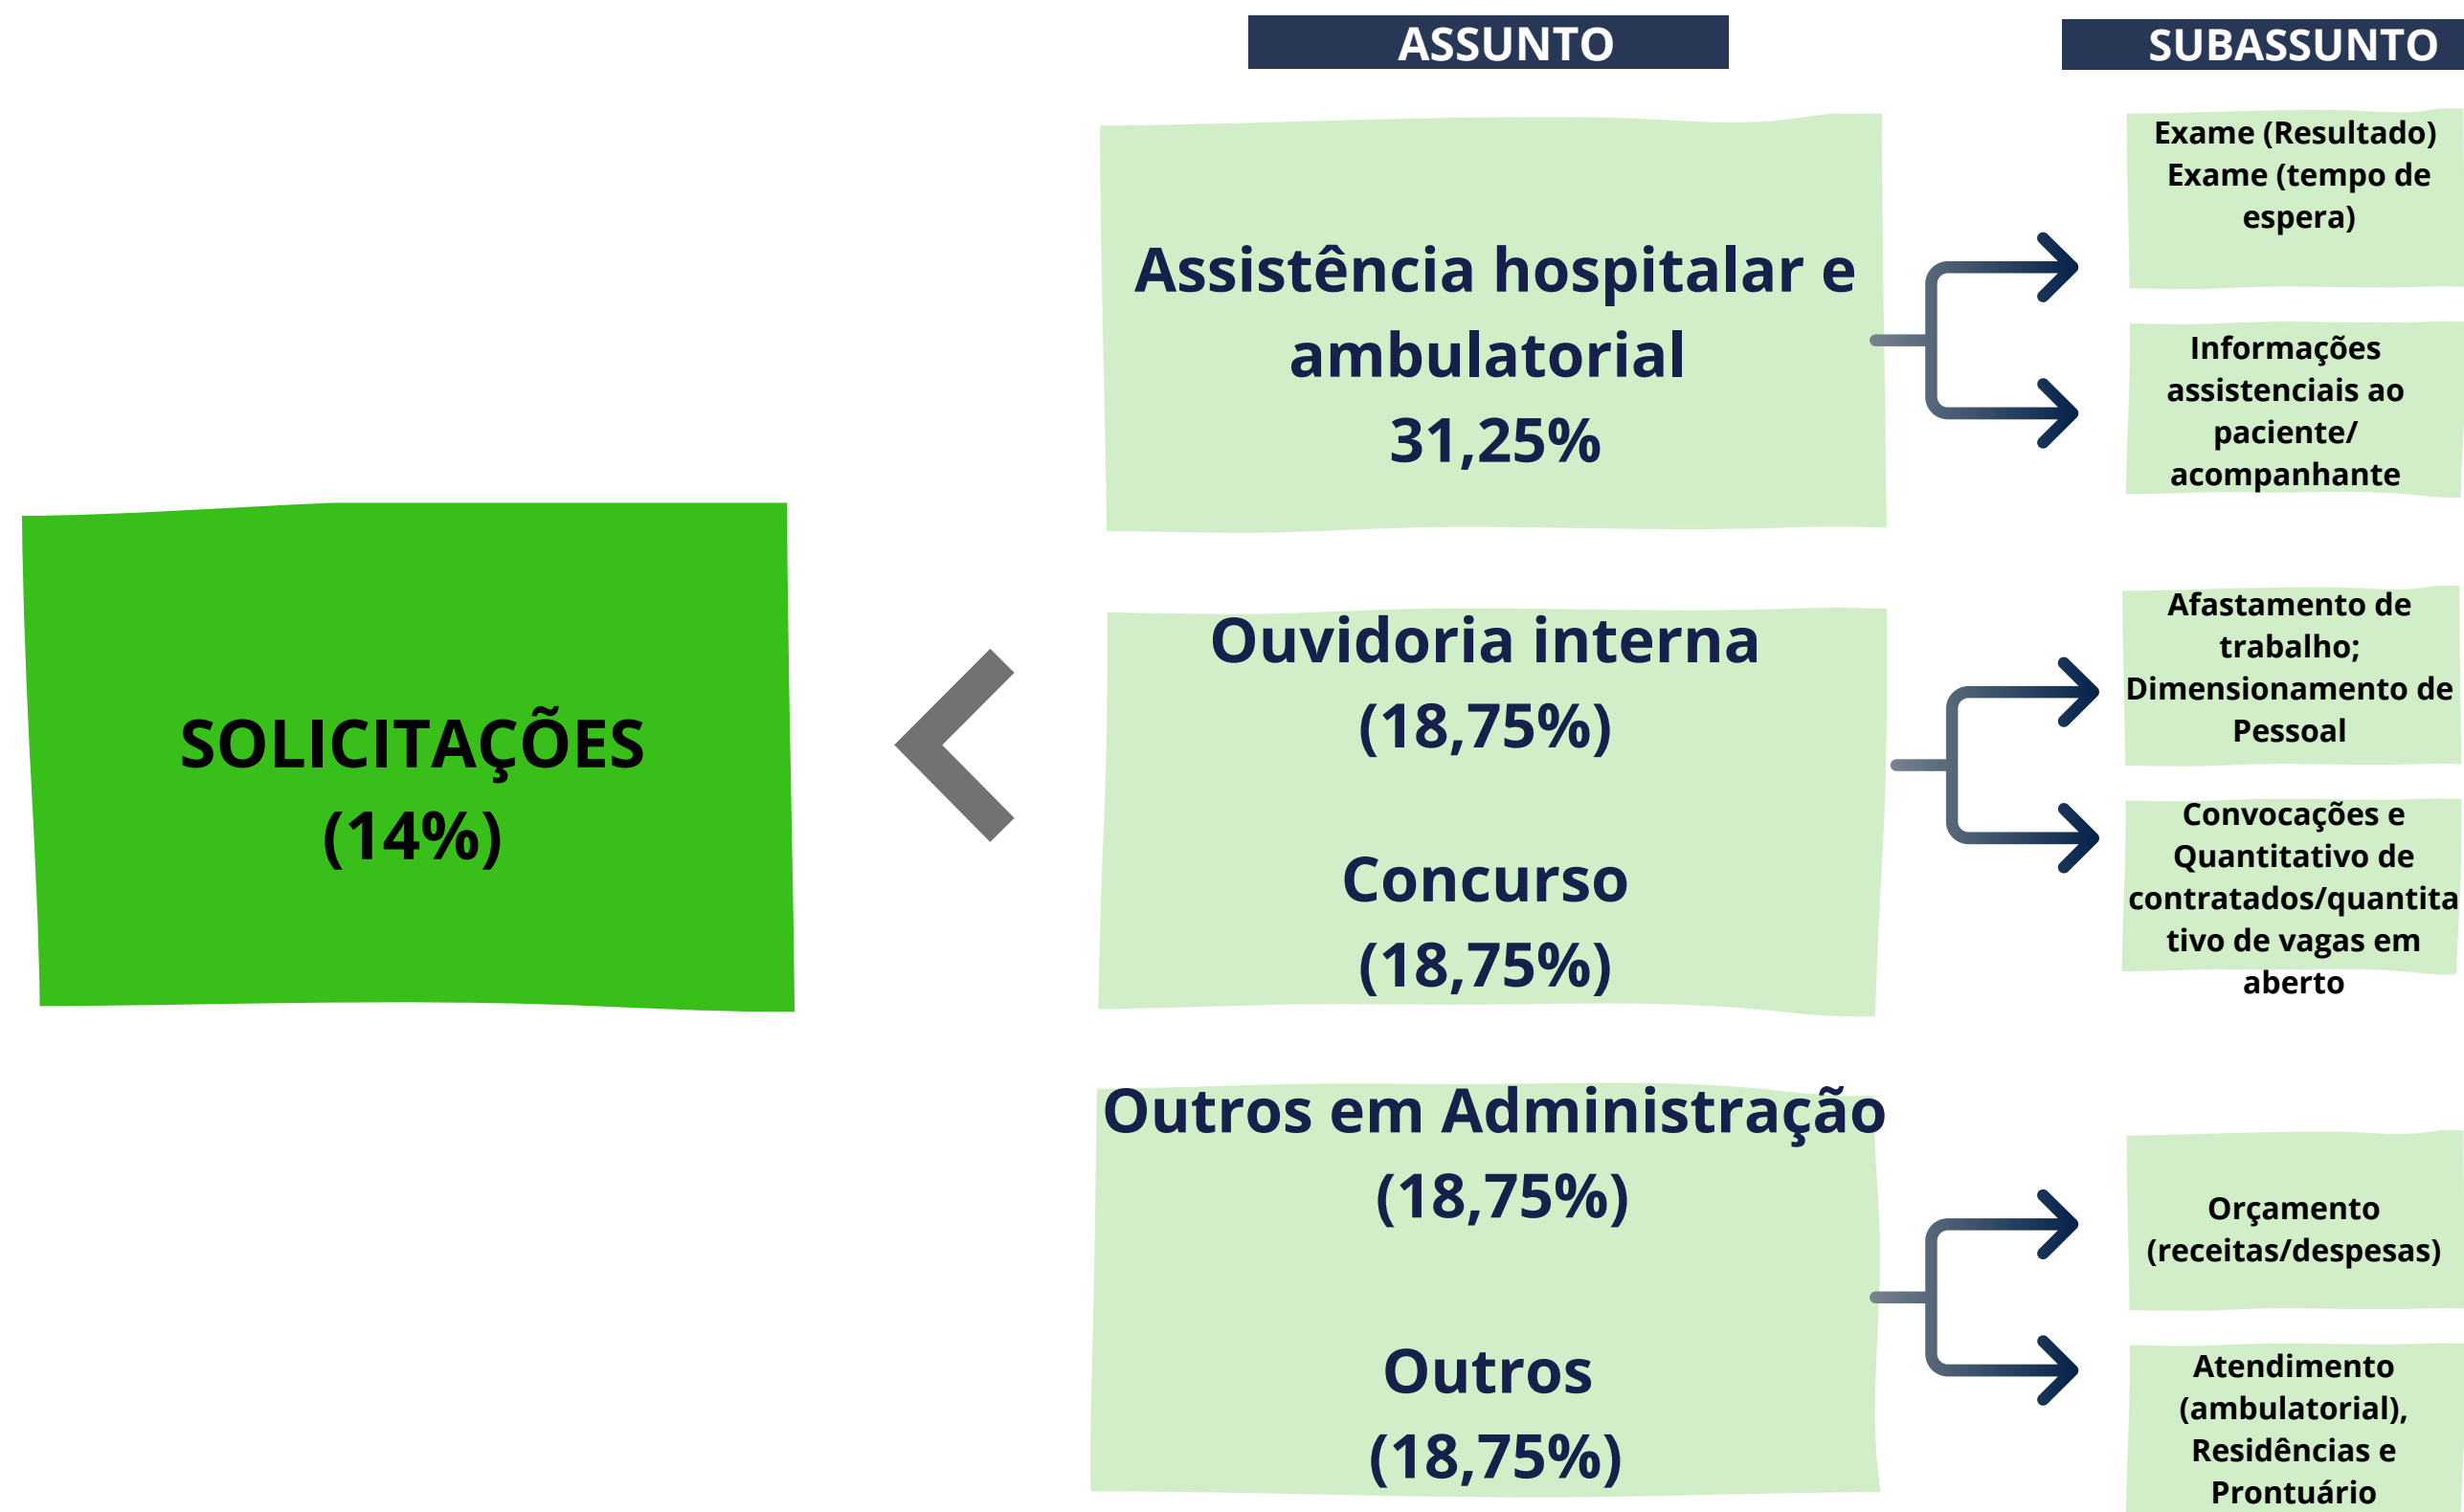 ASSUNTO
SUBASSUNTO
SOLICITAÇÕES
(14%)
Assistência hospitalar e
ambulatorial
31,25%
Exame (Resultado)
Exame (tempo de
espera)
Informações
assistenciais ao
paciente/
acompanhante
Ouvidoria interna
(18,75%)
Concurso
(18,75%)
Afastamento de
trabalho;
Dimensionamento de
Pessoal
Convocações e
Quantitativo de
contratados/quantita
tivo de vagas em
aberto
Outros em Administração
(18,75%)
Outros
(18,75%)
Orçamento
(receitas/despesas)
Atendimento
(ambulatorial),
Residências e
Prontuário